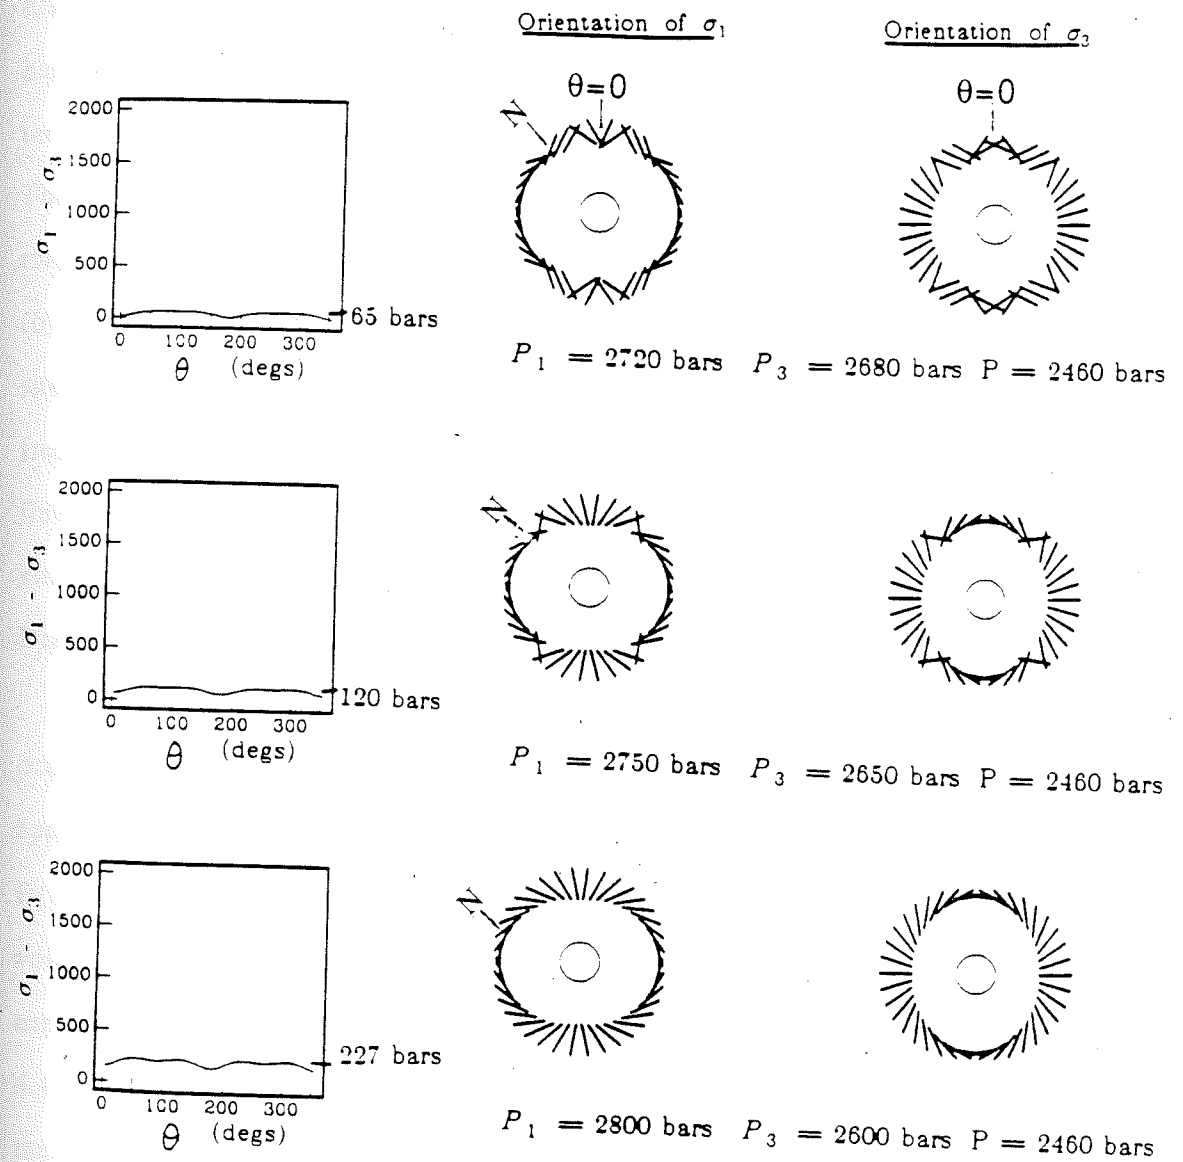 Orientation of σ1
Orientation of σ3
θ=0
θ=0
N
2000
1500
1000
500
0
σ1 - σ3
0 100 200 300
θ (degs)
65 bars
P1 = 2720 bars P3 = 2680 bars P = 2460 bars
N
2000
1500
1000
500
0
σ1 - σ3
0 100 200 300
θ (degs)
120 bars
P1 = 2750 bars P3 = 2650 bars P = 2460 bars
N
2000
1500
1000
500
0
σ1 - σ3
0 100 200 300
θ (degs)
227 bars
P1 = 2800 bars P3 = 2600 bars P = 2460 bars